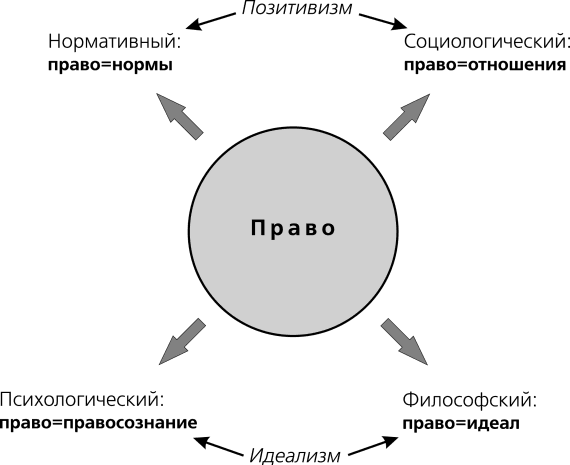 Позитивизм
Нормативный:
право=нормы
Социологический:
право=отношения
Право
Психологический:
право=правосознание
Философский:
право=идеал
Идеализм